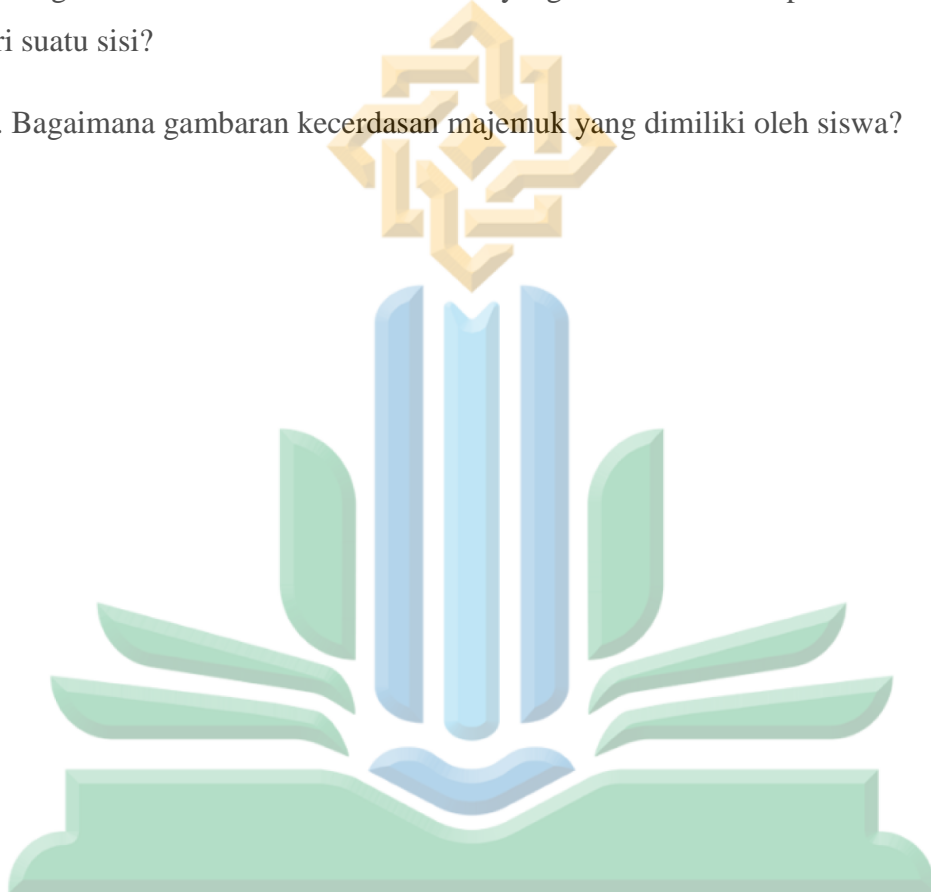 ri suatu sisi?
. Bagaimana gambaran kecerdasan majemuk yang dimiliki oleh siswa?